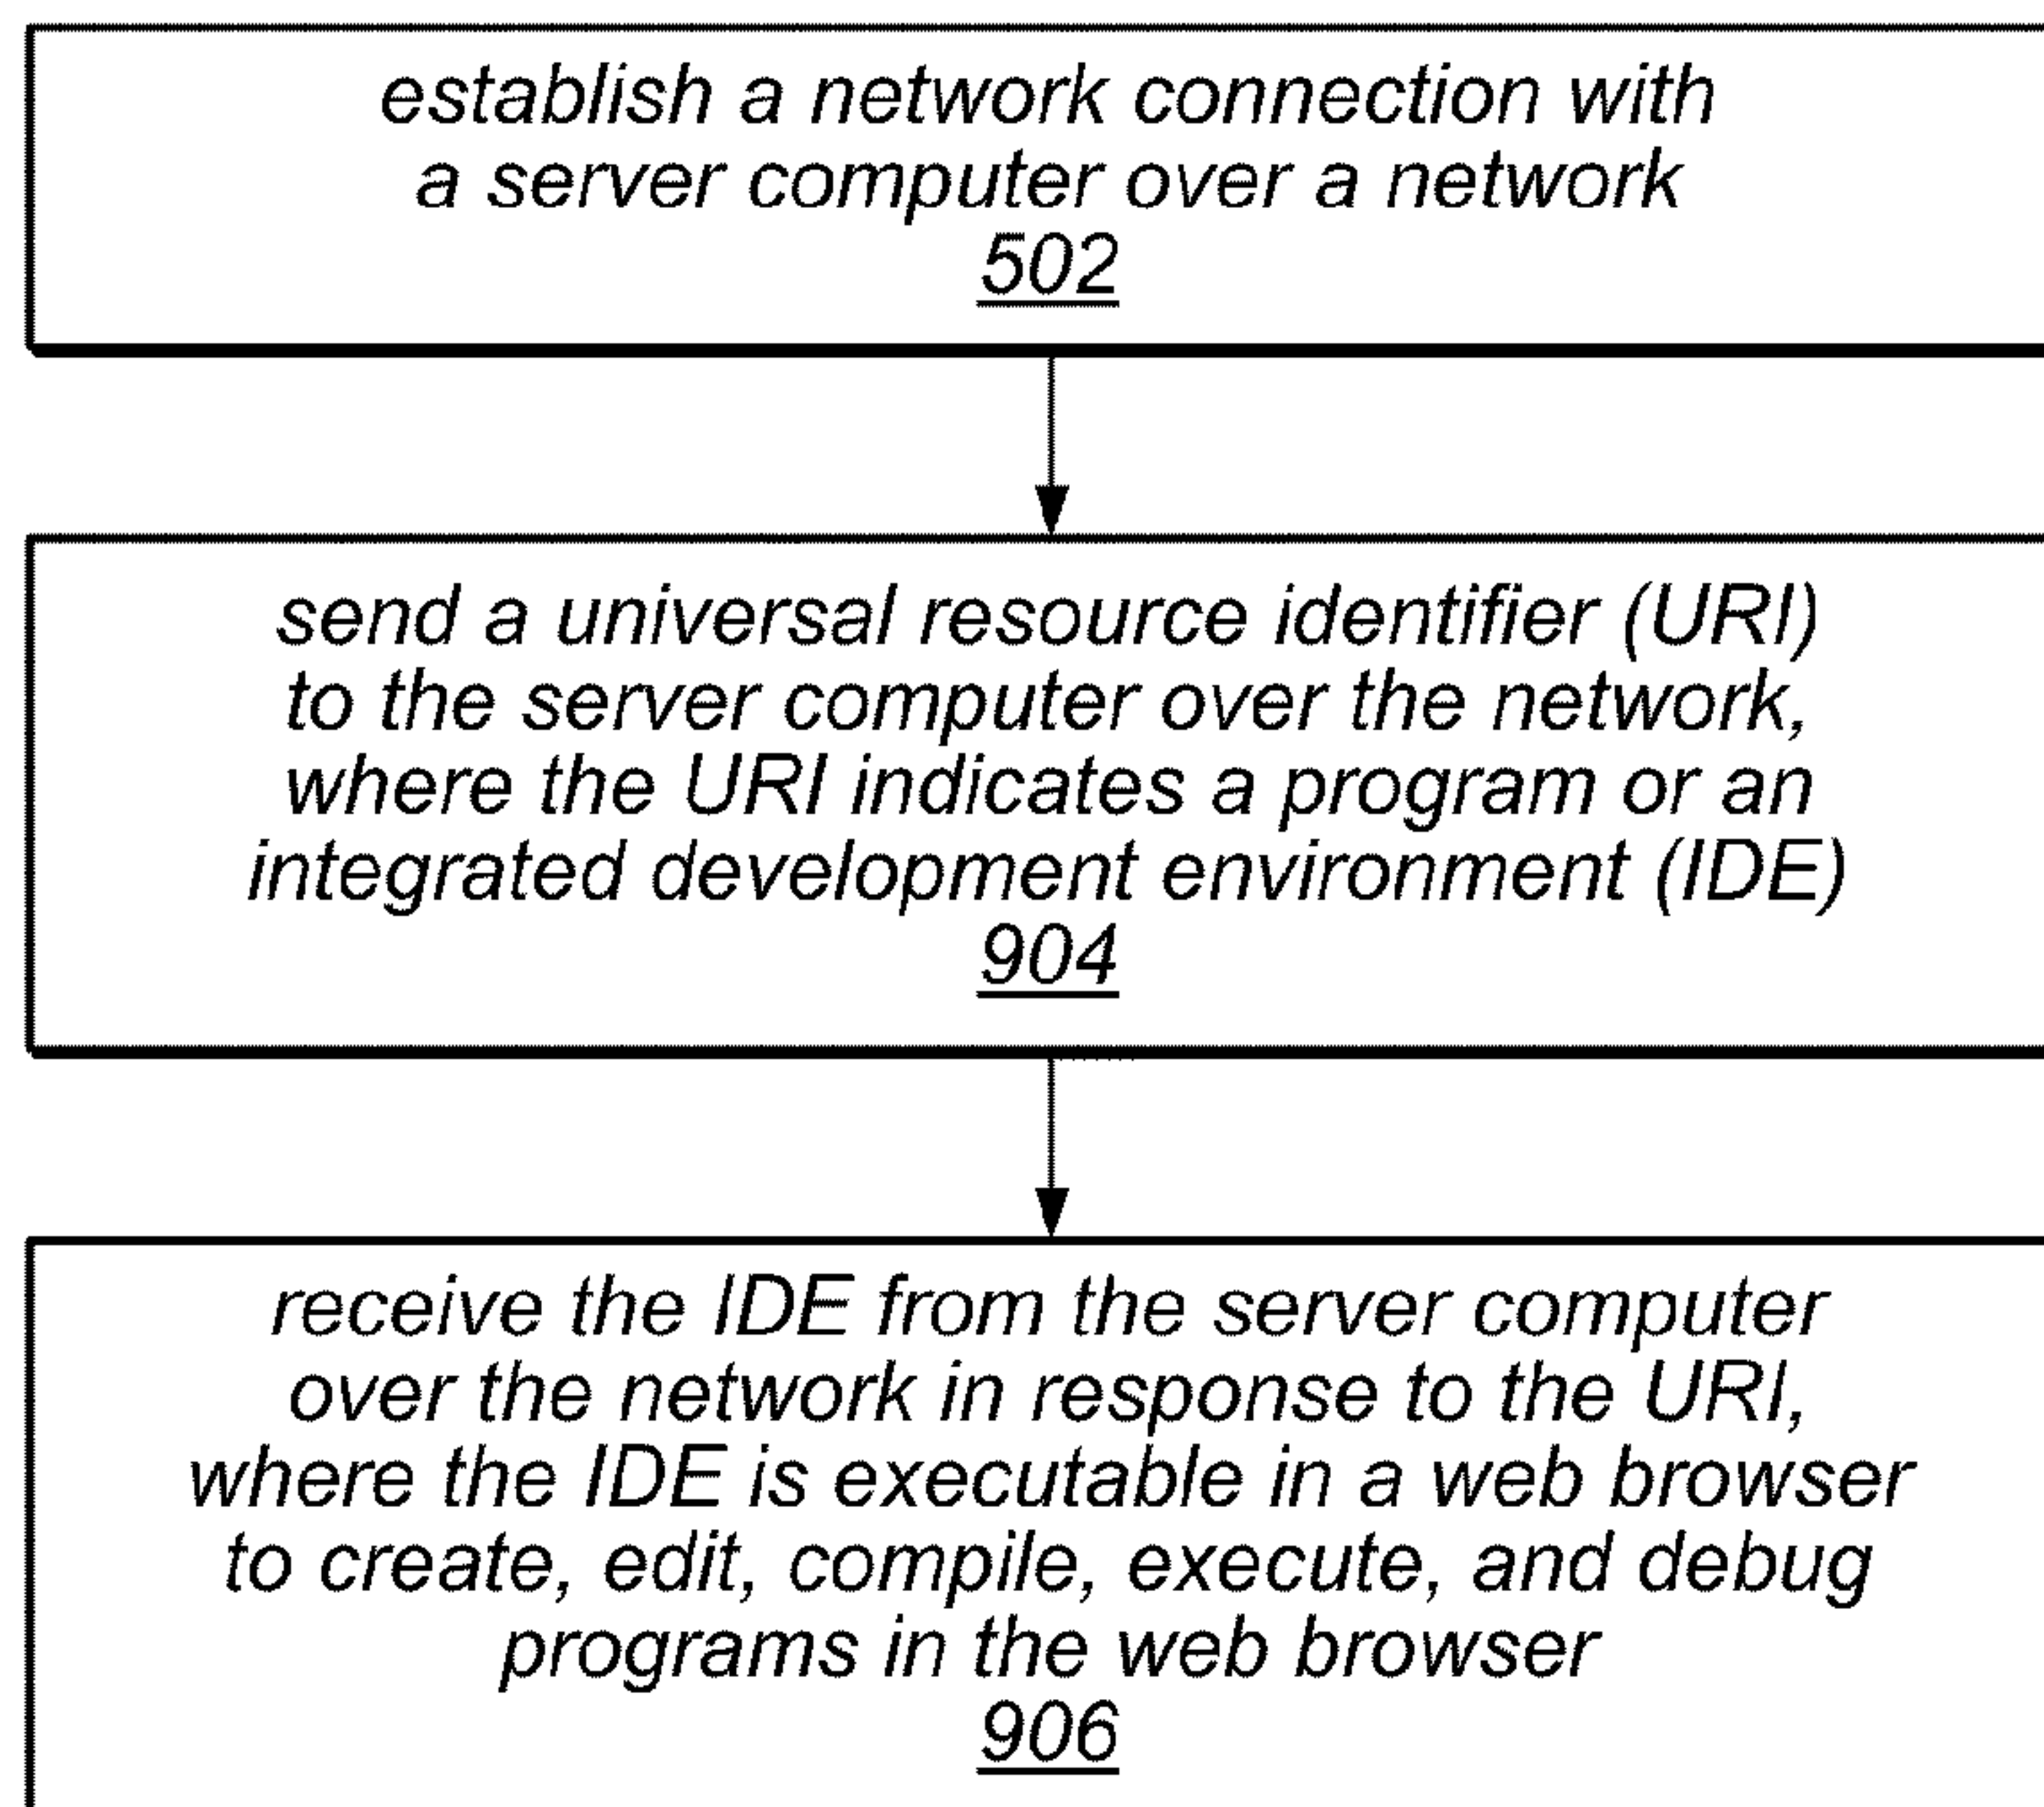 establish a network connection with
a server computer over a network
502
send a universal resource identifier (URI)
to the server computer over the network,
where the URI indicates a program or an
integrated development environment (IDE)
904
receive the IDE from the server computer
over the network in response to the URI,
where the IDE is executable in a web browser
to create, edit, compile, execute, and debug
programs in the web browser
906